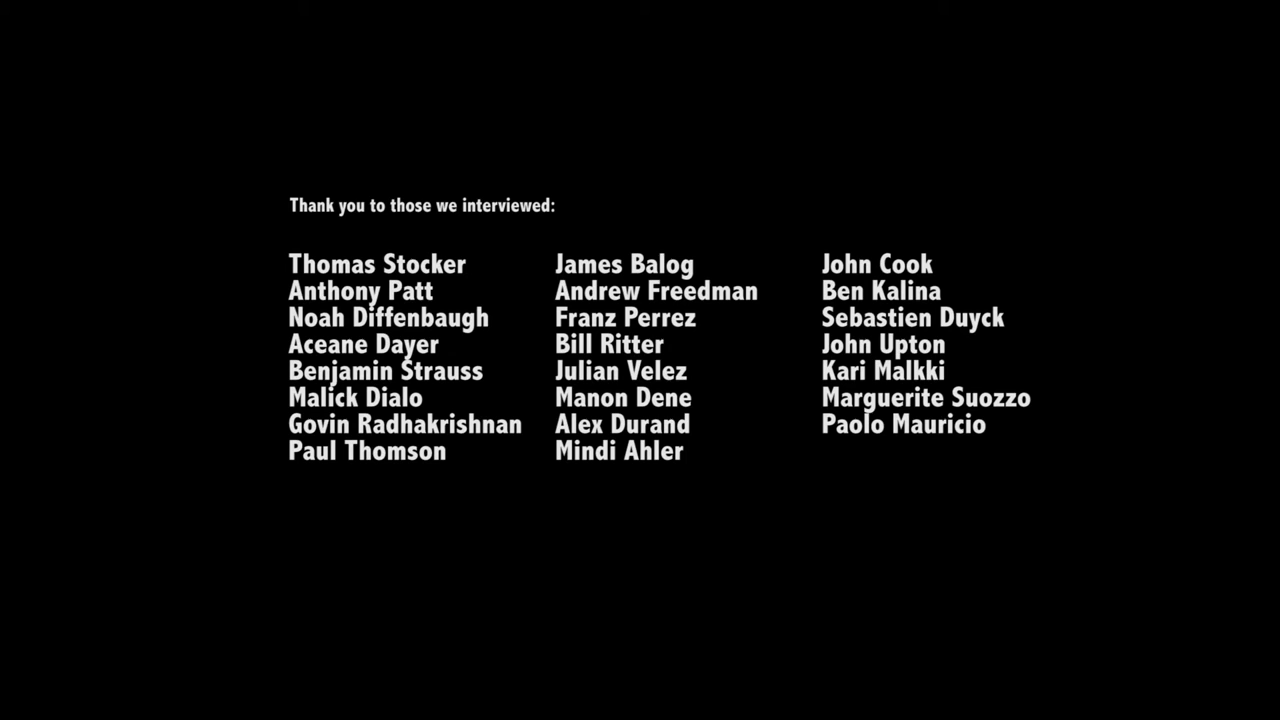 Thank you to those we interviewed:
Thomas Stocker
Anthony Patt
Noah Diffenbaugh
Aceane Dayer
Benjamin Strauss
Malick Dialo
Govin Radhakrishnan
Paul Thomson
James Balog
Andrew Freedman
Franz Perrez
Bill Ritter
Julian Velez
Manon Dene
Alex Durand
Mindi Ahler
John Cook
Ben Kalina
Sebastien Duyck
John Upton
Kari Malkki
Marguerite Suozzo
Paolo Mauricio